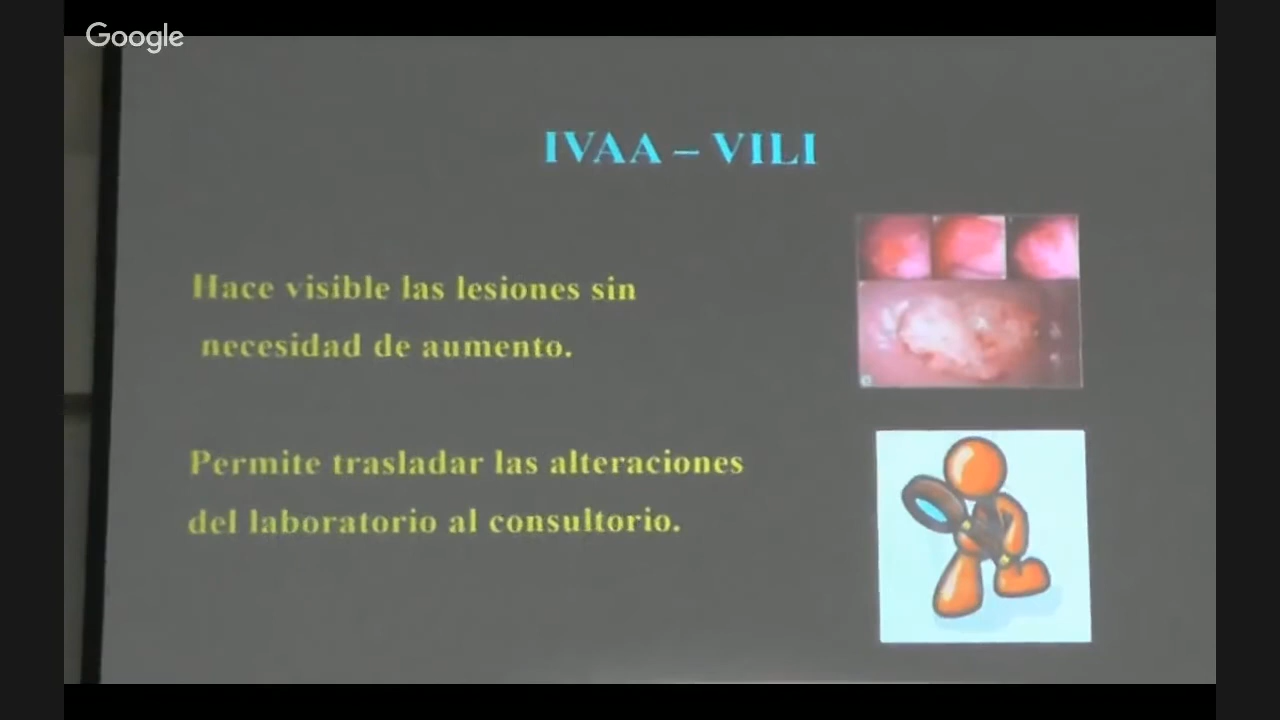 Google
IVAA – VILI
Hace visible las lesiones sin
necesidad de aumento.
Permite trasladar las alteraciones
del laboratorio al consultorio.